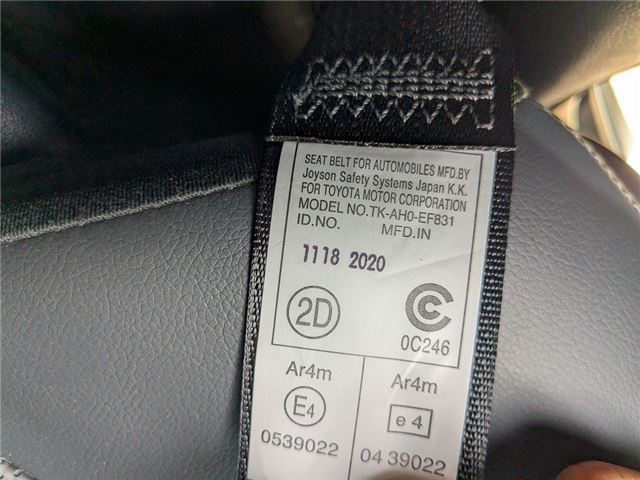 SEAT BELT FOR AUTOMOBILES MFD.BY
Joyson Safety Systems Japan K.K.
FOR TOYOTA MOTOR CORPORATION
MODEL NO.TK-AH0-EF831
ID.NO. MFD.IN
1118 2020
2D
0C246
Ar4m
E4
0539022
Ar4m
e 4
04 39022